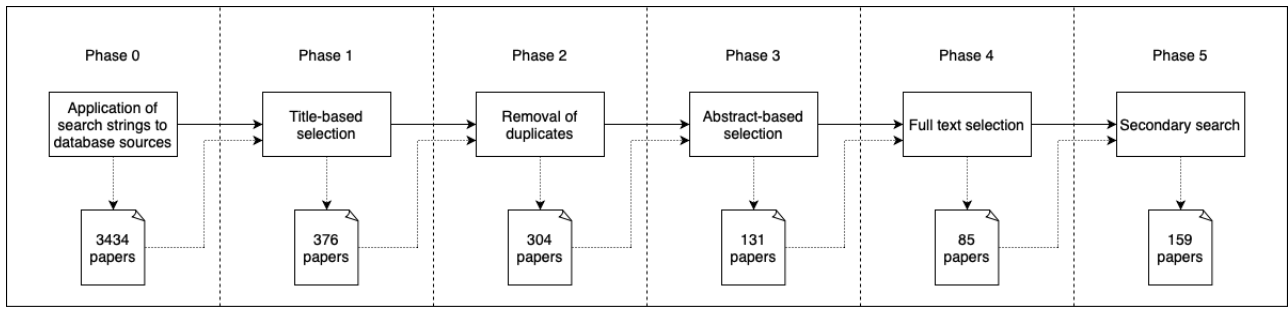 Phase 0
Phase 1
Phase 2
Phase 3
Phase 4
Phase 5
Application of
search strings to
database sources
Title-based
selection
Removal of
duplicates
Abstract-based
selection
Full text selection
Secondary search
3434
papers
376
papers
304
papers
131
papers
85
papers
159
papers